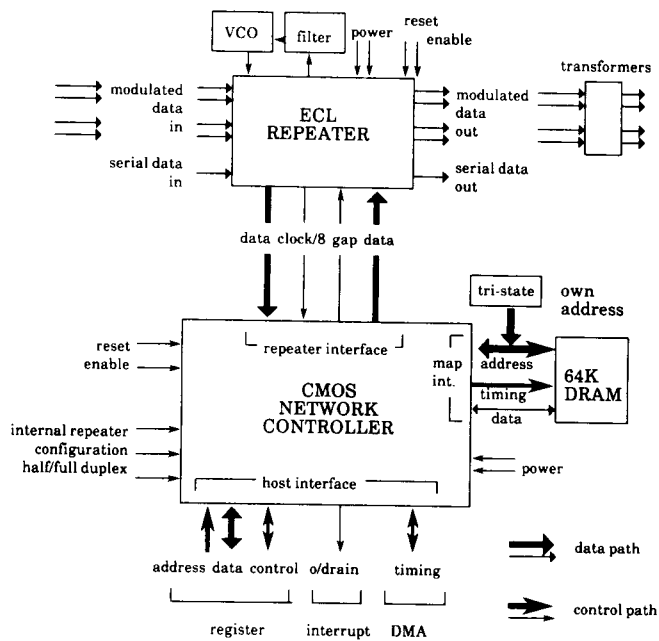 VCO
filter
power
reset
enable
transformers
modulated
data
in
ECL
REPEATER
modulated
data
out
serial data
in
serial data
out
data clock/8 gap data
tri-state
own
address
reset
enable
repeater interface
map
int.
address
timing
data
64K
DRAM
CMOS
NETWORK
CONTROLLER
internal repeater
configuration
half/full duplex
power
host interface
data path
address data control o/drain timing
control path
register interrupt DMA